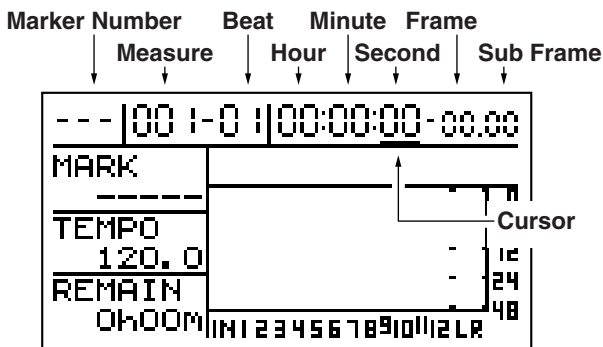 Marker Number Beat Minute Frame
Measure Hour Second Sub Frame
--- 001-01 00:00:00-00.00
MARK
-----
TEMPO
120.0
REMAIN
0h00m
Cursor
12
24
48
IN 1 2 3 4 5 6 7 8 9 10 11 12 L R